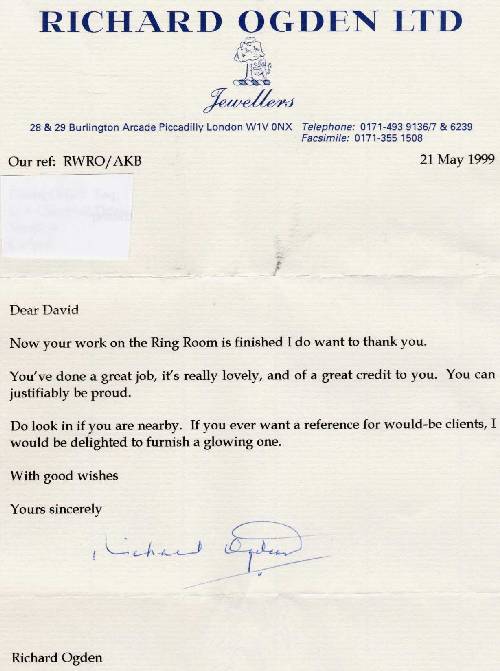 RICHARD OGDEN LTD
Jewellers
28 & 29 Burlington Arcade Piccadilly London W1V 0NX Telephone: 0171-493 9136/7 & 6239
Facsimile: 0171-355 1508
Our ref: RWRO/AKB
21 May 1999
Dear David
Now your work on the Ring Room is finished I do want to thank you.
You've done a great job, it's really lovely, and of a great credit to you. You can
justifiably be proud.
Do look in if you are nearby. If you ever want a reference for would-be clients, I
would be delighted to furnish a glowing one.
With good wishes
Yours sincerely
Richard Ogden
Richard Ogden